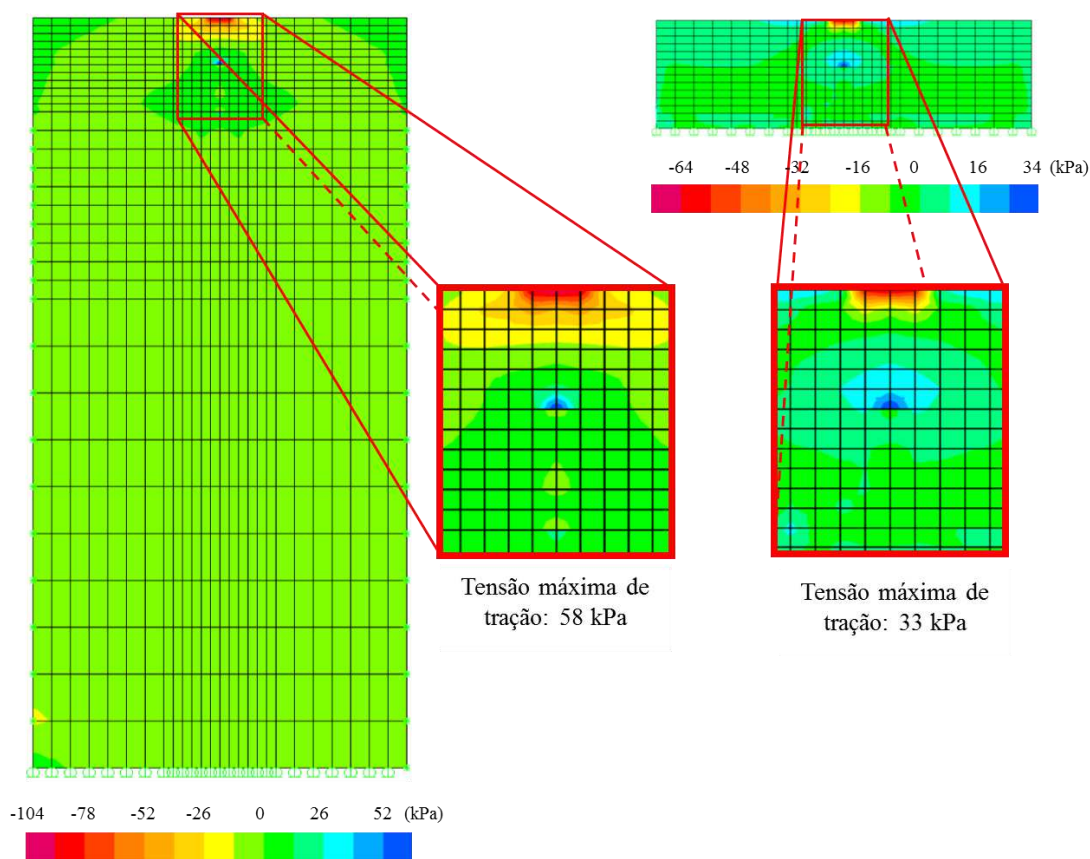 -64 -48 -32 -16 0 16 34 (kPa)
Tensão máxima de
tração: 58 kPa
Tensão máxima de
tração: 33 kPa
-104 -78 -52 -26 0 26 52 (kPa)